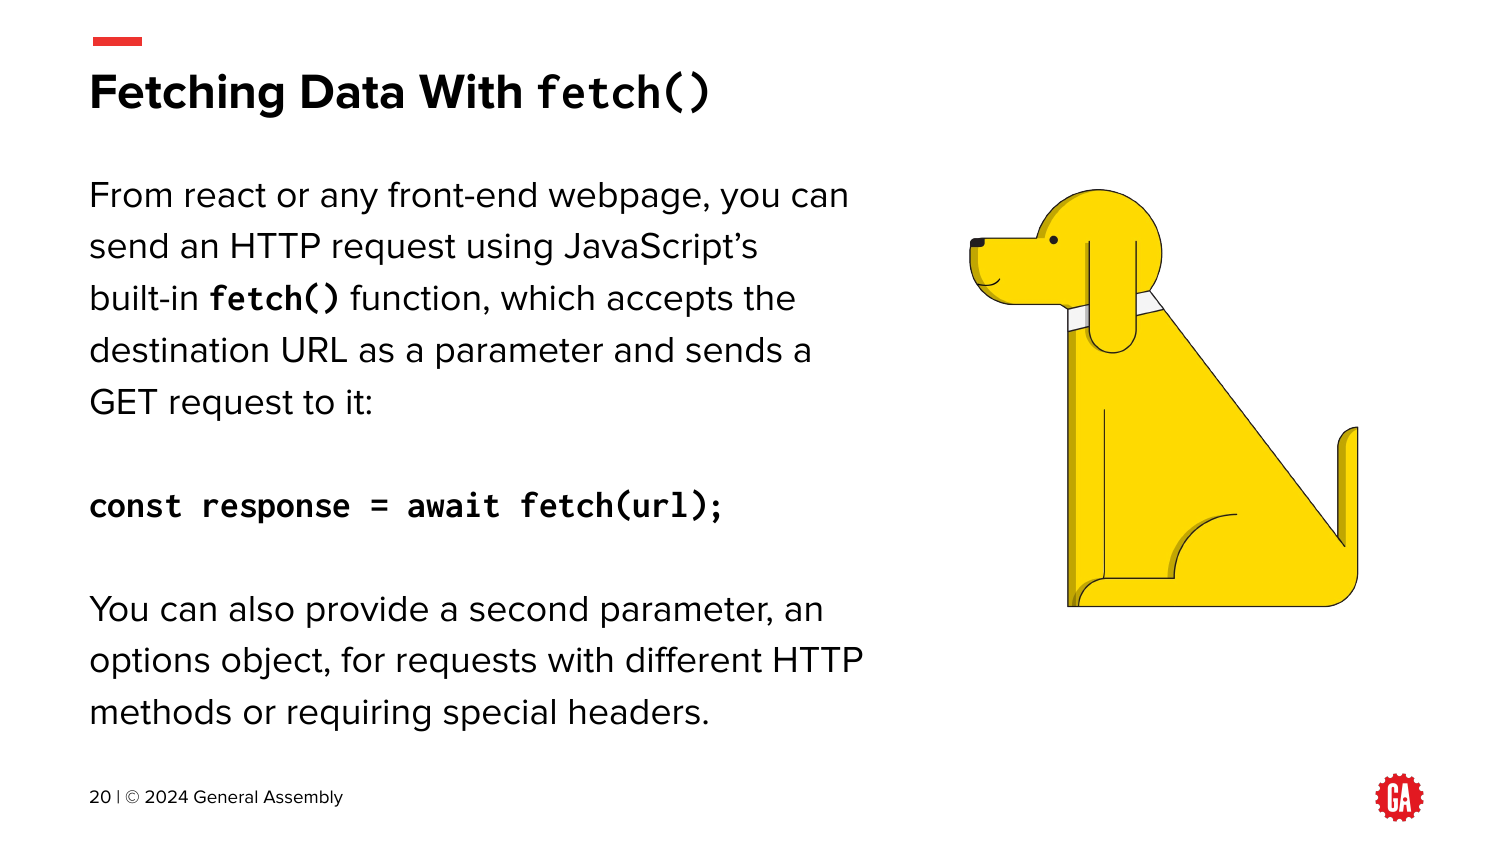 Fetching Data With fetch()
From react or any front-end webpage, you can
send an HTTP request using JavaScript’s
built-in fetch() function, which accepts the
destination URL as a parameter and sends a
GET request to it:
const response = await fetch(url);
You can also provide a second parameter, an
options object, for requests with different HTTP
methods or requiring special headers.
20 | © 2024 General Assembly
GA